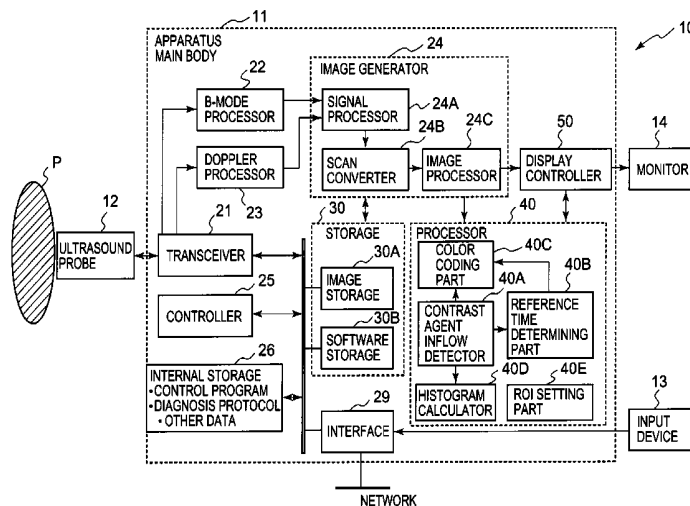 11
24
10
APPARATUS
MAIN BODY
IMAGE GENERATOR
22
B-MODE
PROCESSOR
SIGNAL
PROCESSOR
24A
24B
24C
50
14
DOPPLER
PROCESSOR
SCAN
CONVERTER
IMAGE
PROCESSOR
DISPLAY
CONTROLLER
MONITOR
P
12
23
30
40
ULTRASOUND
PROBE
21
TRANSCEIVER
STORAGE
30A
IMAGE
STORAGE
PROCESSOR
40C
COLOR
CODING
PART
40B
40A
25
CONTROLLER
CONTRAST
AGENT
INFLOW
DETECTOR
REFERENCE
TIME
DETERMINING
PART
30B
SOFTWARE
STORAGE
26
INTERNAL STORAGE
•CONTROL PROGRAM
•DIAGNOSIS PROTOCOL
• OTHER DATA
40D
40E
HISTOGRAM
CALCULATOR
ROI SETTING
PART
29
INTERFACE
13
INPUT
DEVICE
NETWORK